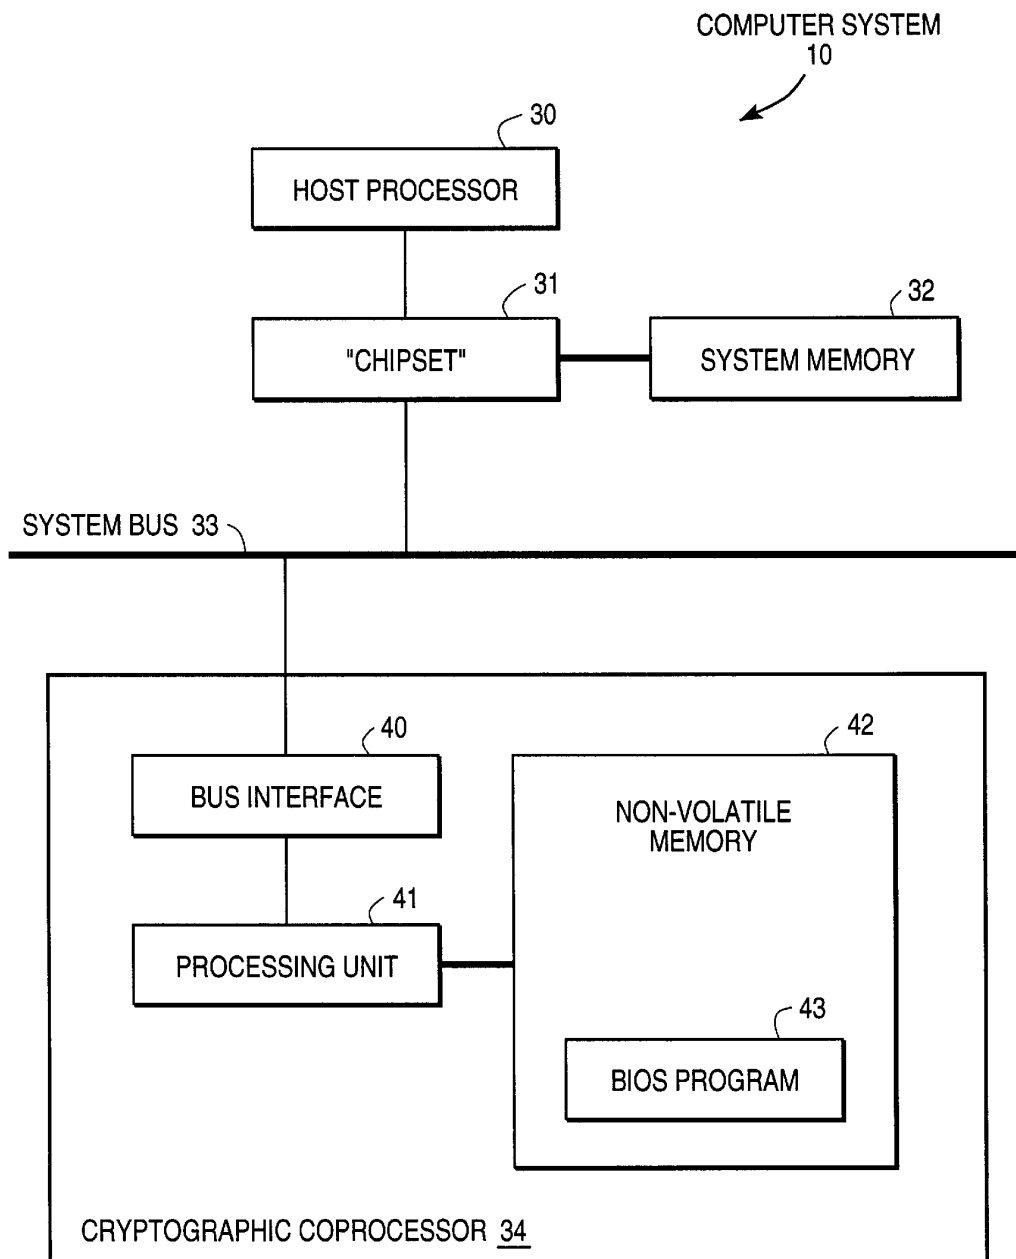 COMPUTER SYSTEM
10
30
HOST PROCESSOR
31
"CHIPSET"
32
SYSTEM MEMORY
SYSTEM BUS 33
40
BUS INTERFACE
42
NON-VOLATILE
MEMORY
41
PROCESSING UNIT
43
BIOS PROGRAM
CRYPTOGRAPHIC COPROCESSOR 34